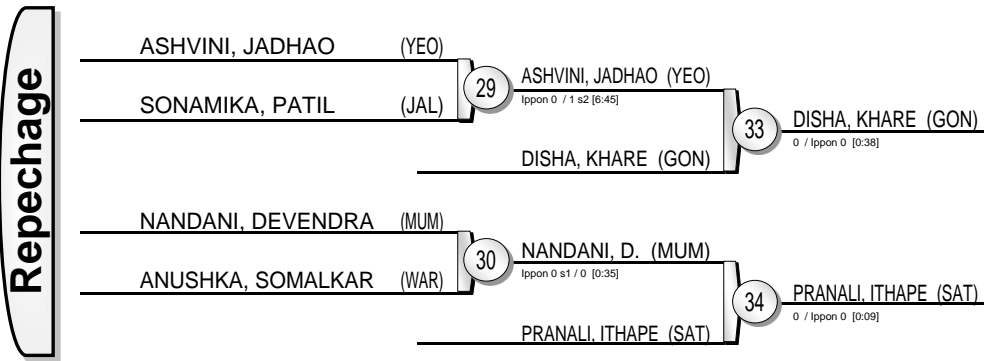 Repechage
ASHVINI, JADHAO (YEO)
SONAMIKA, PATIL (JAL)
29
ASHVINI, JADHAO (YEO)
Ippon 0 / 1 s2 [6:45]
DISHA, KHARE (GON)
33
DISHA, KHARE (GON)
0 / Ippon 0 [0:38]
NANDANI, DEVENDRA (MUM)
ANUSHKA, SOMALKAR (WAR)
30
NANDANI, D. (MUM)
Ippon 0 s1 / 0 [0:35]
PRANALI, ITHAPE (SAT)
34
PRANALI, ITHAPE (SAT)
0 / Ippon 0 [0:09]